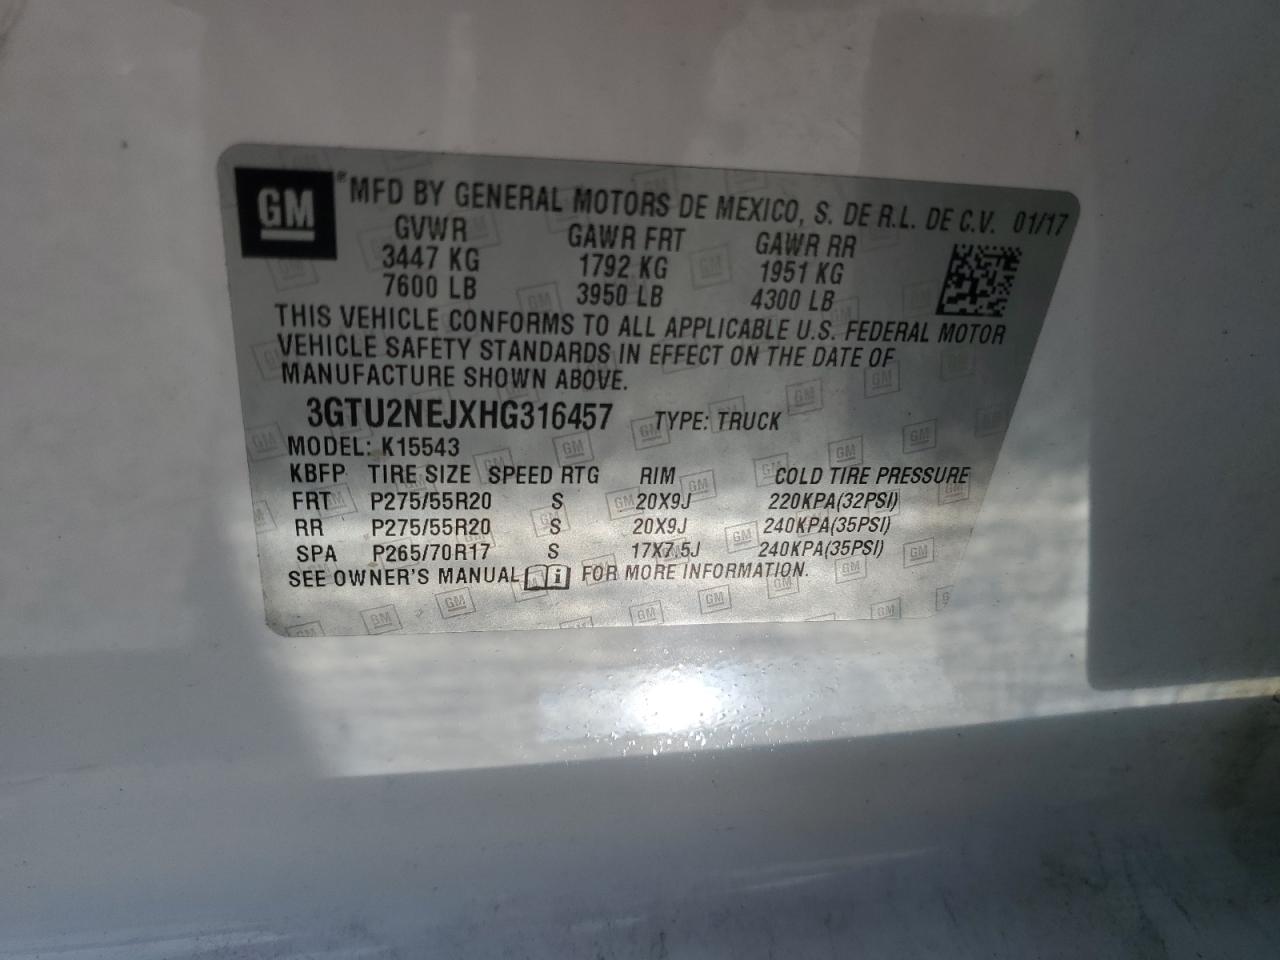 GM ® MFD BY GENERAL MOTORS DE MEXICO, S. DE R.L. DE C.V. 01/17
GVWR GAWR FRT GAWR RR
3447 KG 1792 KG 1951 KG
7600 LB 3950 LB 4300 LB
THIS VEHICLE CONFORMS TO ALL APPLICABLE U.S. FEDERAL MOTOR
VEHICLE SAFETY STANDARDS IN EFFECT ON THE DATE OF
MANUFACTURE SHOWN ABOVE.
3GTU2NEJXHG316457 TYPE: TRUCK
MODEL: K15543
KBFP TIRE SIZE SPEED RTG RIM COLD TIRE PRESSURE
FRT P275/55R20 S 20X9J 220KPA(32PSI)
RR P275/55R20 S 20X9J 240KPA(35PSI)
SPA P265/70R17 S 17X7.5J 240KPA(35PSI)
SEE OWNER'S MANUAL i FOR MORE INFORMATION.